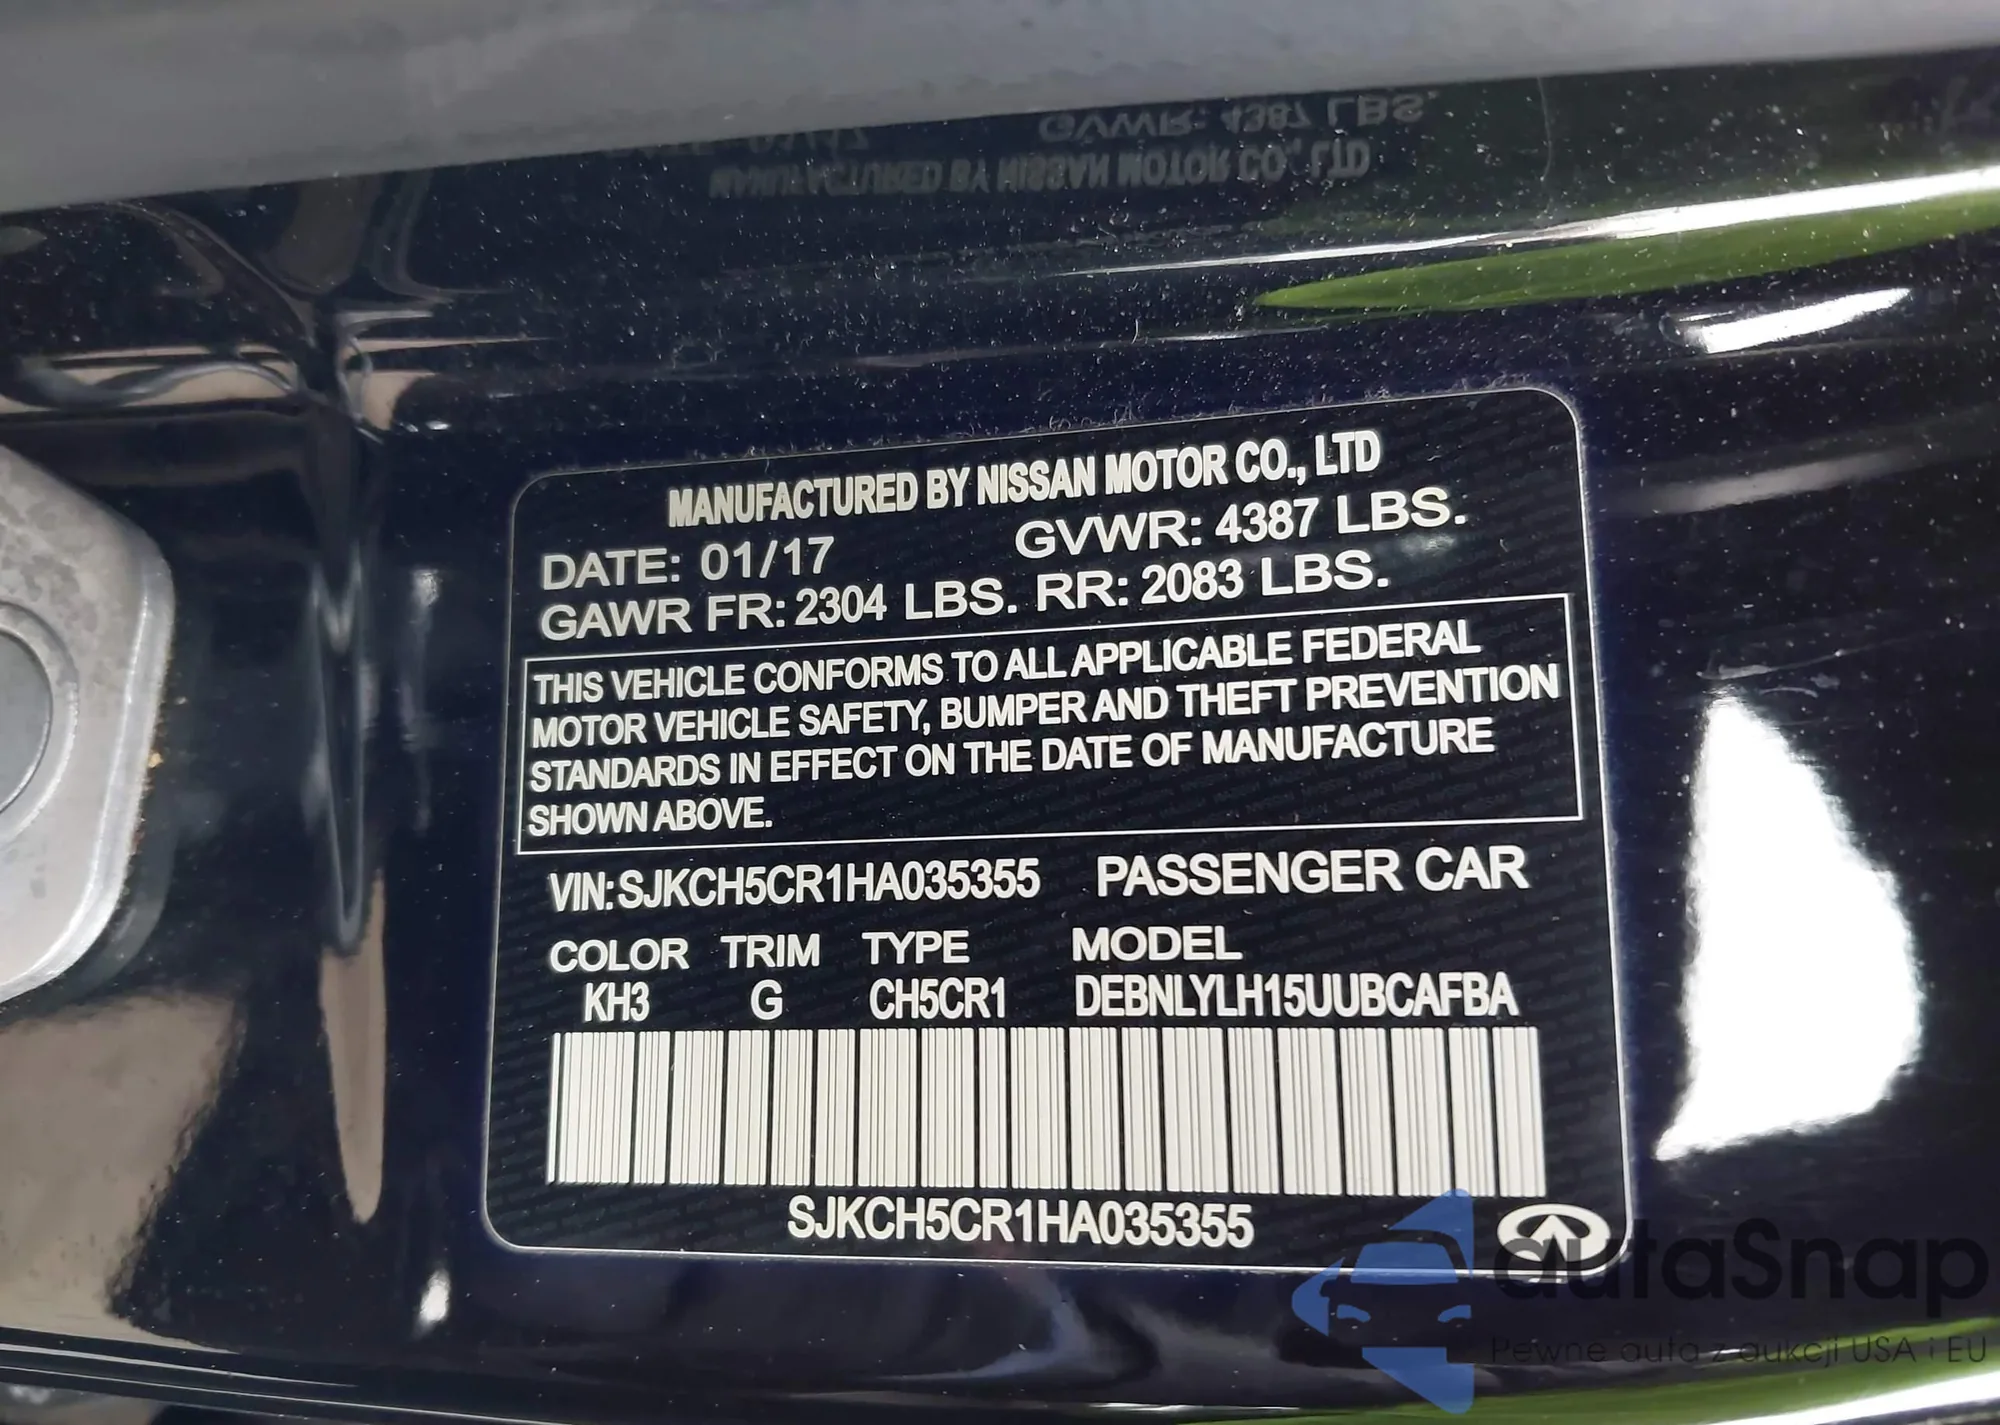 MANUFACTURED BY NISSAN MOTOR CO., LTD
DATE: 01/17 GVWR: 4387 LBS.
GAWR FR: 2304 LBS. RR: 2083 LBS.
THIS VEHICLE CONFORMS TO ALL APPLICABLE FEDERAL
MOTOR VEHICLE SAFETY, BUMPER AND THEFT PREVENTION
STANDARDS IN EFFECT ON THE DATE OF MANUFACTURE
SHOWN ABOVE.
VIN: SJKCH5CR1HA035355 PASSENGER CAR
COLOR TRIM TYPE MODEL
KH3 G CH5CR1 DEBNLYLH15UUBCAFBA
SJKCH5CR1HA035355
autaSnap
Pewne auta z aukcji USA i EU